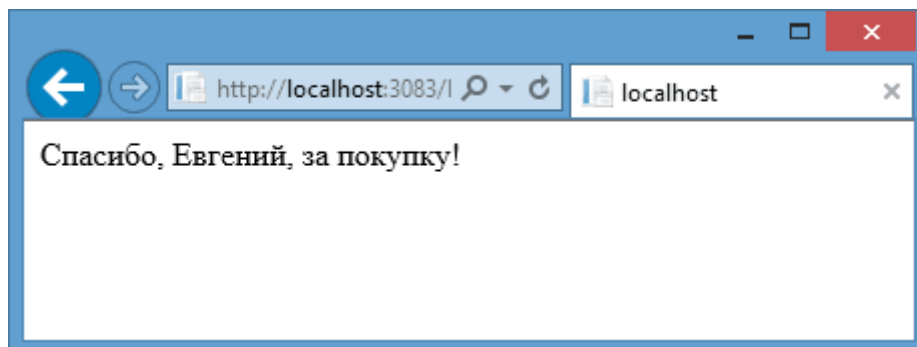 http://localhost:3083/
localhost
Спасибо, Евгений, за покупку!